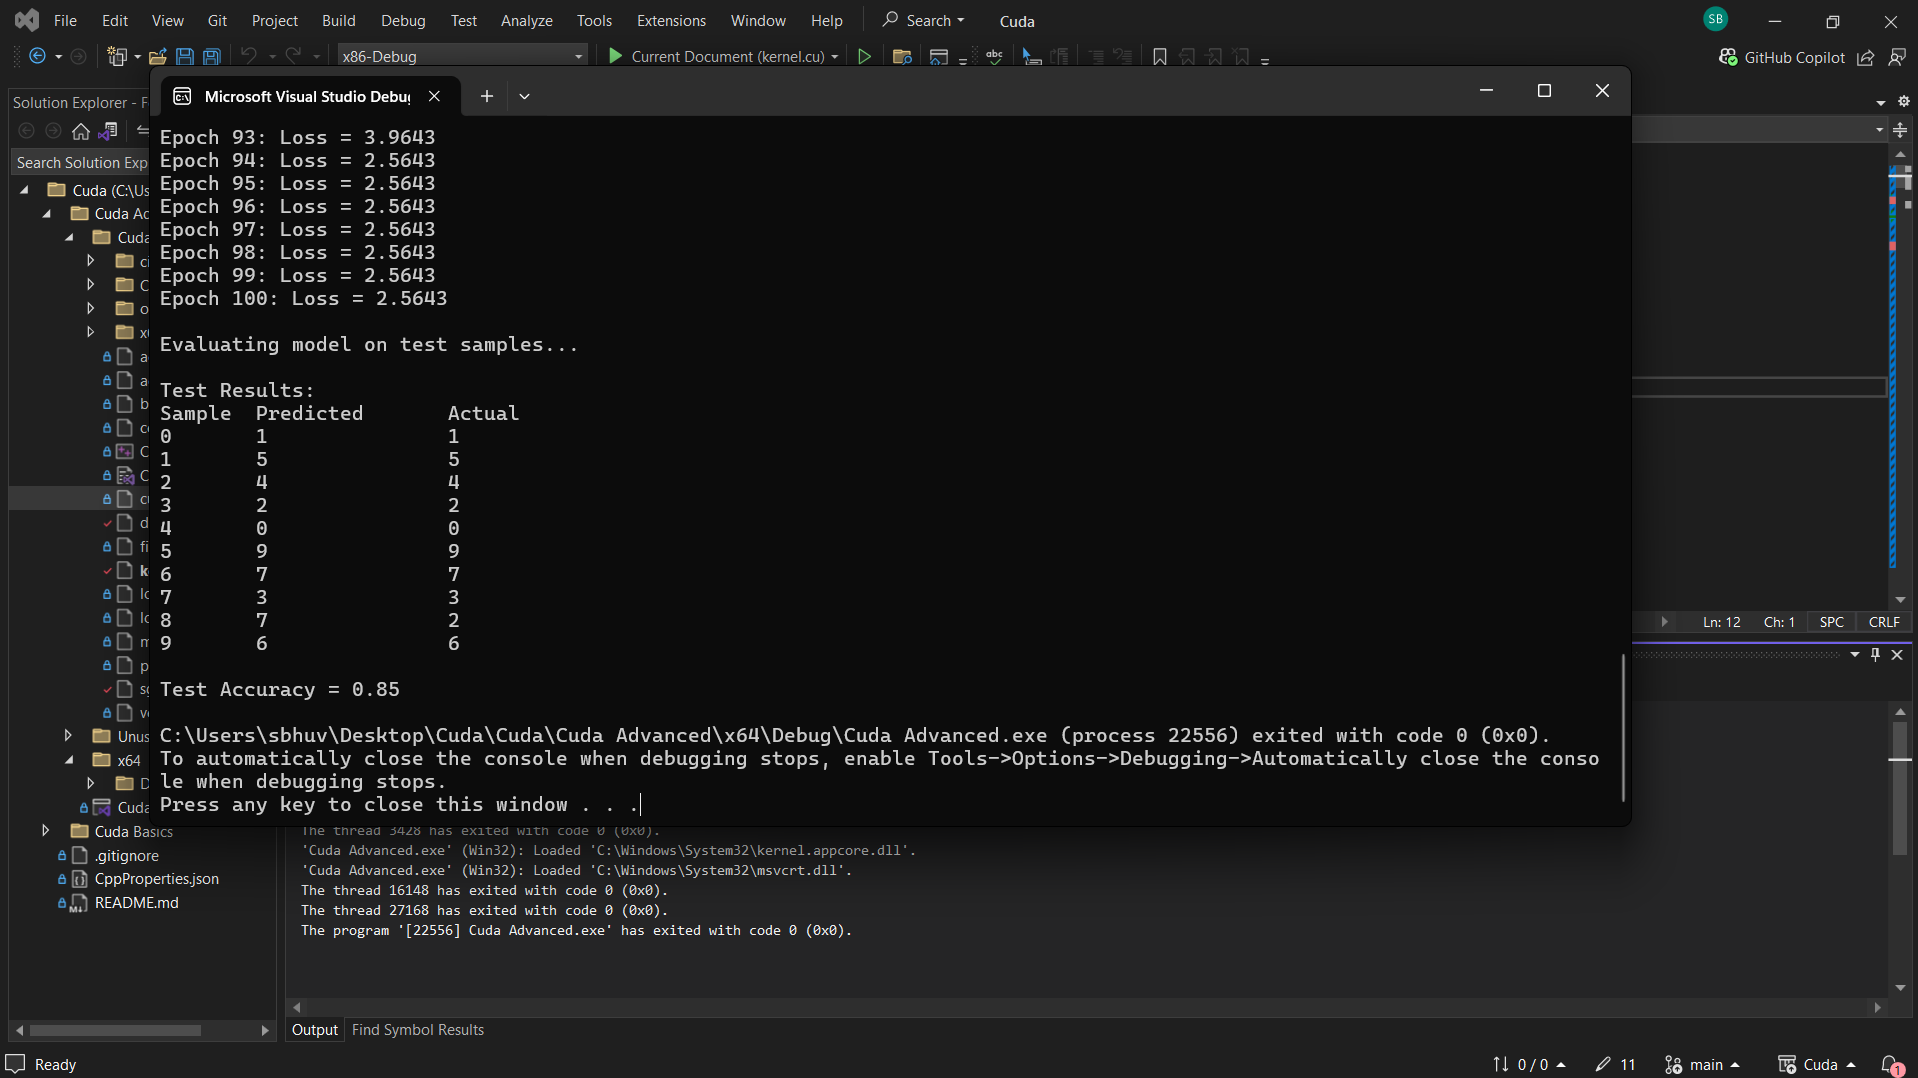 File Edit View Git Project Build Debug Test Analyze Tools Extensions Window Help Search Cuda SB
x86-Debug Current Document (kernel.cu) abc GitHub Copilot
Solution Explorer - F
Search Solution Exp
Cuda (C:\Us
Cuda Ad
Cuda
Unus
x64
Cuda
Cuda Basics
.gitignore
CppProperties.json
README.md
Microsoft Visual Studio Debug
Epoch 93: Loss = 3.9643
Epoch 94: Loss = 2.5643
Epoch 95: Loss = 2.5643
Epoch 96: Loss = 2.5643
Epoch 97: Loss = 2.5643
Epoch 98: Loss = 2.5643
Epoch 99: Loss = 2.5643
Epoch 100: Loss = 2.5643
Evaluating model on test samples...
Test Results:
Sample Predicted Actual
0 1 1
1 5 5
2 4 4
3 2 2
4 0 0
5 9 9
6 7 7
7 3 3
8 7 2
9 6 6
Test Accuracy = 0.85
C:\Users\sbhuv\Desktop\Cuda\Cuda\Cuda Advanced\x64\Debug\Cuda Advanced.exe (process 22556) exited with code 0 (0x0).
To automatically close the console when debugging stops, enable Tools->Options->Debugging->Automatically close the conso
le when debugging stops.
Press any key to close this window . . .
Ln: 12 Ch: 1 SPC CRLF
The thread 3428 has exited with code 0 (0x0).
'Cuda Advanced.exe' (Win32): Loaded 'C:\Windows\System32\kernel.appcore.dll'.
'Cuda Advanced.exe' (Win32): Loaded 'C:\Windows\System32\msvcrt.dll'.
The thread 16148 has exited with code 0 (0x0).
The thread 27168 has exited with code 0 (0x0).
The program '[22556] Cuda Advanced.exe' has exited with code 0 (0x0).
Output Find Symbol Results
Ready 0 / 0 11 main Cuda 1